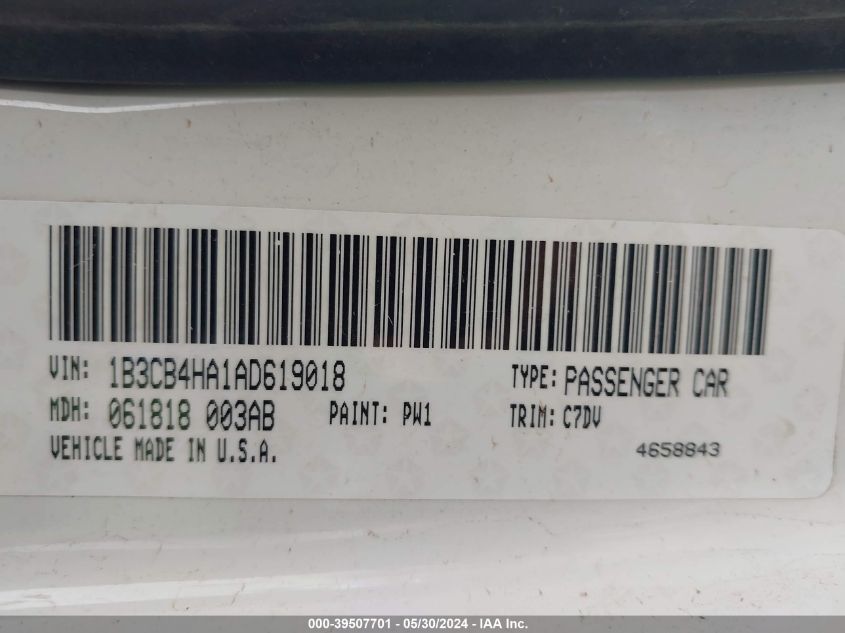 VIN: 1B3CB4HA1AD619018 TYPE: PASSENGER CAR
MDH: 061818 003AB PAINT: PW1 TRIM: C7DV
VEHICLE MADE IN U.S.A. 4658843
000-39507701 - 05/30/2024 - IAA Inc.